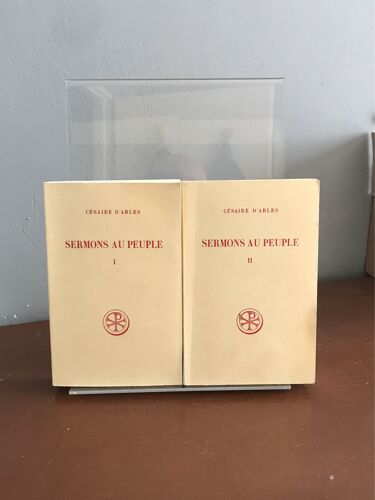 CÉSAIRE D'ARLES
SERMONS AU PEUPLE
I
CÉSAIRE D'ARLES
SERMONS AU PEUPLE
II